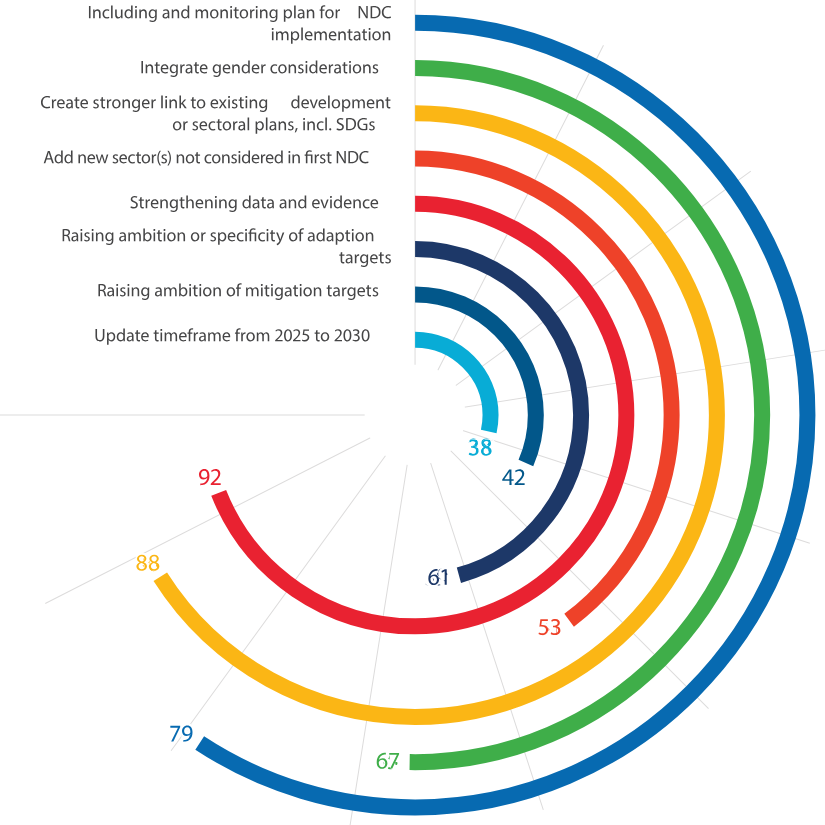 Including and monitoring plan for NDC
implementation
Integrate gender considerations
Create stronger link to existing development
or sectoral plans, incl. SDGs
Add new sector(s) not considered in first NDC
Strengthening data and evidence
Raising ambition or specificity of adaption
targets
Raising ambition of mitigation targets
Update timeframe from 2025 to 2030
38
42
92
88
61
53
79
67